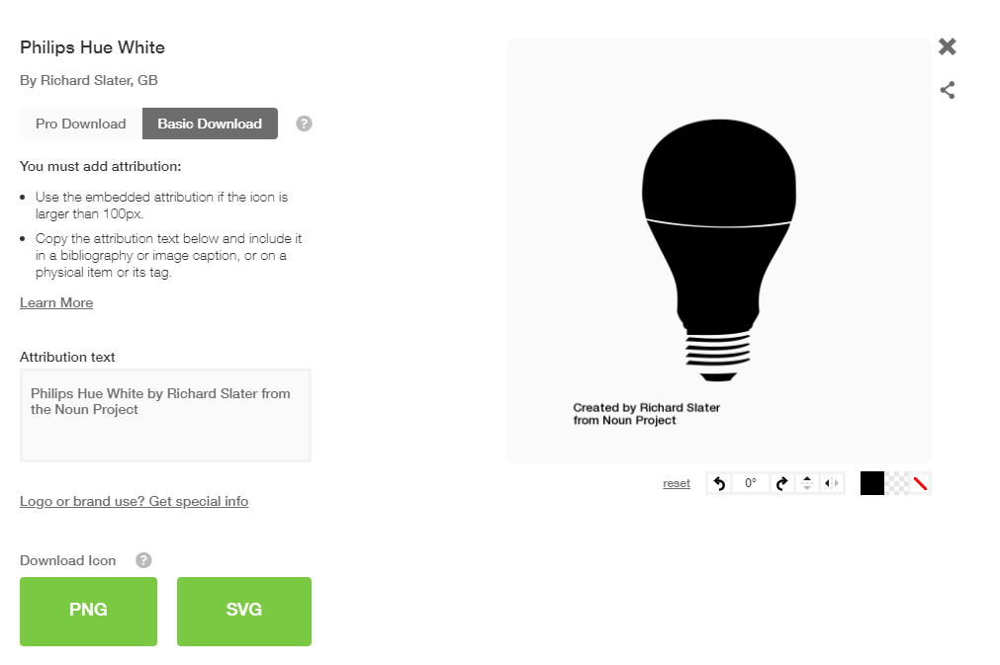 Philips Hue White
By Richard Slater, GB
Pro Download
Basic Download
?
You must add attribution:
• Use the embedded attribution if the icon is
larger than 100px.
• Copy the attribution text below and include it
in a bibliography or image caption, or on a
physical item or its tag.
Learn More
Attribution text
Philips Hue White by Richard Slater from
the Noun Project
Logo or brand use? Get special info
Download Icon
?
PNG
SVG
Created by Richard Slater
from Noun Project
reset
0°